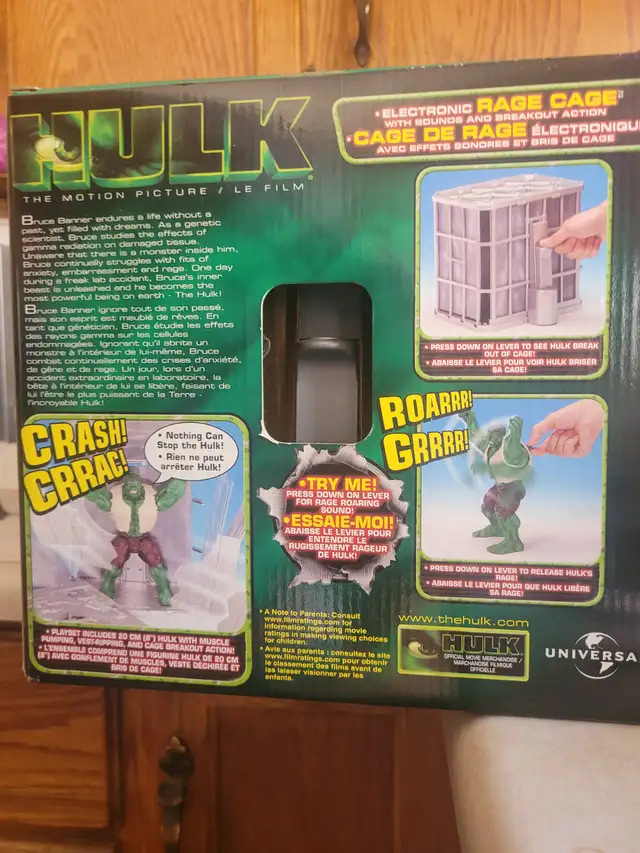 HULK
THE MOTION PICTURE / LE FILM
• ELECTRONIC RAGE CAGE™
WITH SOUNDS AND BREAKOUT ACTION
• CAGE DE RAGE ÉLECTRONIQU
AVEC EFFETS SONORES ET BRIS DE CAGE
Bruce Banner endures a life without a
past, yet filled with dreams. As a genetic
scientist, Bruce studies the effects of
gamma radiation on damaged tissue.
Unaware that there is a monster inside him,
Bruce continually struggles with fits of
anxiety, embarrassment and rage. One day
during a freak lab accident, Bruce's inner
beast is unleashed and he becomes the
most powerful being on earth - The Hulk!
Bruce Banner ignore tout de son passé,
mais son esprit est meublé de rêves. En
tant que généticien, Bruce étudie les effets
des rayons gamma sur les cellules
endommagées. Ignorant qu'il abrite un
monstre à l'intérieur de lui-même, Bruce
combat continuellement des crises d'anxiété,
de gêne et de rage. Un jour, lors d'un
accident extraordinaire en laboratoire, la
bête à l'intérieur de lui se libère, faisant de
lui l'être le plus puissant de la Terre -
l'incroyable Hulk!
• PRESS DOWN ON LEVER TO SEE HULK BREAK
OUT OF CAGE!
• ABAISSE LE LEVIER POUR VOIR HULK BRISER
SA CAGE!
CRASH!
CRRAC!
• Nothing Can
Stop the Hulk!
• Rien ne peut
arrêter Hulk!
• PLAYSET INCLUDES 20 CM (8") HULK WITH MUSCLE
PUMPING, VEST-RIPPING, AND CAGE BREAKOUT ACTION!
• L'ENSEMBLE COMPREND UNE FIGURINE HULK DE 20 CM
(8") AVEC GONFLEMENT DE MUSCLES, VESTE DÉCHIRÉE ET
BRIS DE CAGE!
• TRY ME!
PRESS DOWN ON LEVER
FOR RAGE ROARING
SOUND!
• ESSAIE-MOI!
ABAISSE LE LEVIER POUR
ENTENDRE LE
RUGISSEMENT RAGEUR
DE HULK!
ROARRR!
GRRRR!
• PRESS DOWN ON LEVER TO RELEASE HULK'S
RAGE!
• ABAISSE LE LEVIER POUR QUE HULK LIBÈRE
SA RAGE!
• A Note to Parents: Consult
www.filmratings.com for
information regarding movie
ratings in making viewing choices
for children.
• Avis aux parents : consultez le site
www.filmratings.com pour obtenir
le classement des films avant de
les laisser visionner par les
enfants.
www.thehulk.com
HULK
OFFICIAL MOVIE MERCHANDISE /
MARCHANDISE FILMIQUE
OFFICIELLE
UNIVERSA